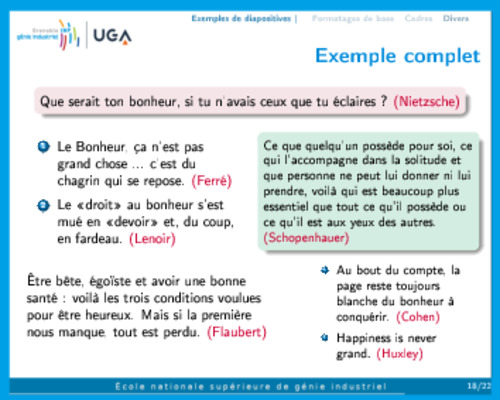 Exemples de diapositives | Formatages de base Cadres Divers
Grenoble INP
génie industriel
UGA
Exemple complet
Que serait ton bonheur, si tu n'avais ceux que tu éclaires ? (Nietzsche)
1 Le Bonheur, ça n'est pas
grand chose ... c'est du
chagrin qui se repose. (Ferré)
2 Le «droit» au bonheur s'est
mué en «devoir» et, du coup,
en fardeau. (Lenoir)
Ce que quelqu'un possède pour soi, ce
qui l'accompagne dans la solitude et
que personne ne peut lui donner ni lui
prendre, voilà qui est beaucoup plus
essentiel que tout ce qu'il possède ou
ce qu'il est aux yeux des autres.
(Schopenhauer)
Être bête, égoïste et avoir une bonne
santé : voilà les trois conditions voulues
pour être heureux. Mais si la première
nous manque, tout est perdu. (Flaubert)
Au bout du compte, la
page reste toujours
blanche du bonheur à
conquérir. (Cohen)
Happiness is never
grand. (Huxley)
École nationale supérieure de génie industriel
18/22